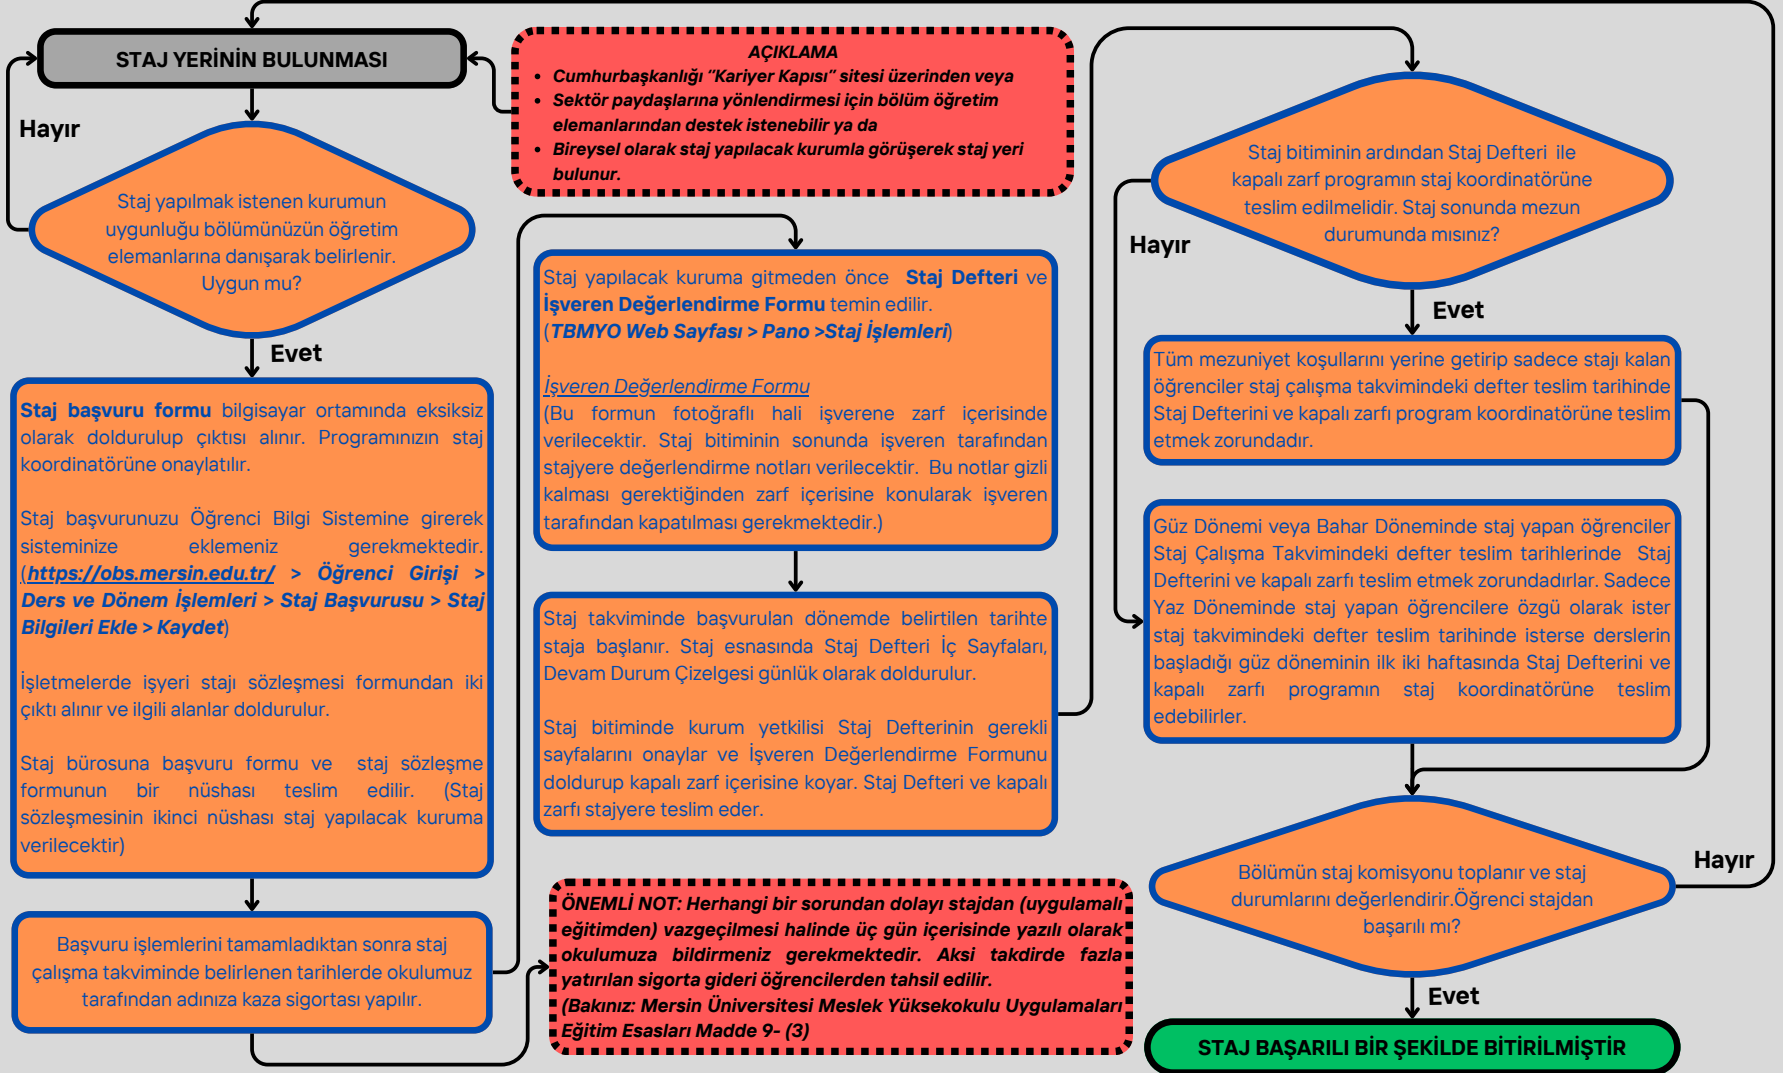 STAJ YERİNİN BULUNMASI
Hayır
Staj yapılmak istenen kurumun
uygunluğu bölümünüzün öğretim
elemanlarına danışarak belirlenir.
Uygun mu?
Evet
Staj başvuru formu bilgisayar ortamında eksiksiz
olarak doldurulup çıktısı alınır. Programınızın staj
koordinatörüne onaylatılır.
Staj başvurunuzu Öğrenci Bilgi Sistemine girerek
sisteminize eklemeniz gerekmektedir.
(https://obs.mersin.edu.tr/ > Öğrenci Girişi >
Ders ve Dönem İşlemleri > Staj Başvurusu > Staj
Bilgileri Ekle > Kaydet)
İşletmelerde işyeri stajı sözleşmesi formundan iki
çıktı alınır ve ilgili alanlar doldurulur.
Staj bürosuna başvuru formu ve staj sözleşme
formunun bir nüshası teslim edilir. (Staj
sözleşmesinin ikinci nüshası staj yapılacak kuruma
verilecektir)
Başvuru işlemlerini tamamladıktan sonra staj
çalışma takviminde belirlenen tarihlerde okulumuz
tarafından adınıza kaza sigortası yapılır.
AÇIKLAMA
• Cumhurbaşkanlığı “Kariyer Kapısı” sitesi üzerinden veya
• Sektör paydaşlarına yönlendirmesi için bölüm öğretim
elemanlarından destek istenebilir ya da
• Bireysel olarak staj yapılacak kurumla görüşerek staj yeri
bulunur.
Staj yapılacak kuruma gitmeden önce Staj Defteri ve
İşveren Değerlendirme Formu temin edilir.
(TBMYO Web Sayfası > Pano >Staj İşlemleri)
İşveren Değerlendirme Formu
(Bu formun fotoğraflı hali işverene zarf içerisinde
verilecektir. Staj bitiminin sonunda işveren tarafından
stajyere değerlendirme notları verilecektir. Bu notlar gizli
kalması gerektiğinden zarf içerisine konularak işveren
tarafından kapatılması gerekmektedir.)
Staj takviminde başvurulan dönemde belirtilen tarihte
staja başlanır. Staj esnasında Staj Defteri İç Sayfaları,
Devam Durum Çizelgesi günlük olarak doldurulur.
Staj bitiminde kurum yetkilisi Staj Defterinin gerekli
sayfalarını onaylar ve İşveren Değerlendirme Formunu
doldurup kapalı zarf içerisine koyar. Staj Defteri ve kapalı
zarfı stajyere teslim eder.
ÖNEMLİ NOT: Herhangi bir sorundan dolayı stajdan (uygulamalı
eğitimden) vazgeçilmesi halinde üç gün içerisinde yazılı olarak
okulumuza bildirmeniz gerekmektedir. Aksi takdirde fazla
yatırılan sigorta gideri öğrencilerden tahsil edilir.
(Bakınız: Mersin Üniversitesi Meslek Yüksekokulu Uygulamaları
Eğitim Esasları Madde 9- (3)
Staj bitiminin ardından Staj Defteri ile
kapalı zarf programın staj koordinatörüne
teslim edilmelidir. Staj sonunda mezun
durumunda mısınız?
Hayır
Evet
Tüm mezuniyet koşullarını yerine getirip sadece stajı kalan
öğrenciler staj çalışma takvimindeki defter teslim tarihinde
Staj Defterini ve kapalı zarfı program koordinatörüne teslim
etmek zorundadır.
Güz Dönemi veya Bahar Döneminde staj yapan öğrenciler
Staj Çalışma Takvimindeki defter teslim tarihlerinde Staj
Defterini ve kapalı zarfı teslim etmek zorundadırlar. Sadece
Yaz Döneminde staj yapan öğrencilere özgü olarak ister
staj takvimindeki defter teslim tarihinde isterse derslerin
başladığı güz döneminin ilk iki haftasında Staj Defterini ve
kapalı zarfı programın staj koordinatörüne teslim
edebilirler.
Bölümün staj komisyonu toplanır ve staj
durumlarını değerlendirir.Öğrenci stajdan
başarılı mı?
Hayır
Evet
STAJ BAŞARILI BİR ŞEKİLDE BİTİRİLMİŞTİR